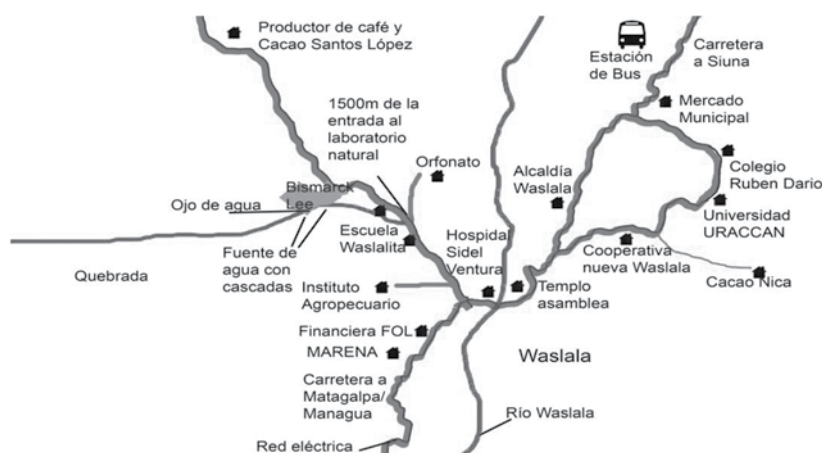 Productor de café y
Cacao Santos López
Estación
de Bus
Carretera
a Siuna
1500m de la
entrada al
laboratorio
natural
Mercado
Municipal
Orfonato
Alcaldía
Waslala
Colegio
Ruben Dario
Bismarck
Lee
Ojo de agua
Universidad
URACCAN
Escuela
Waslalita
Hospidal
Sidel
Ventura
Fuente de
agua con
cascadas
Cooperativa
nueva Waslala
Quebrada
Instituto
Agropecuario
Templo
asamblea
Cacao Nica
Financiera FOL
MARENA
Waslala
Carretera a
Matagalpa/
Managua
Río Waslala
Red eléctrica